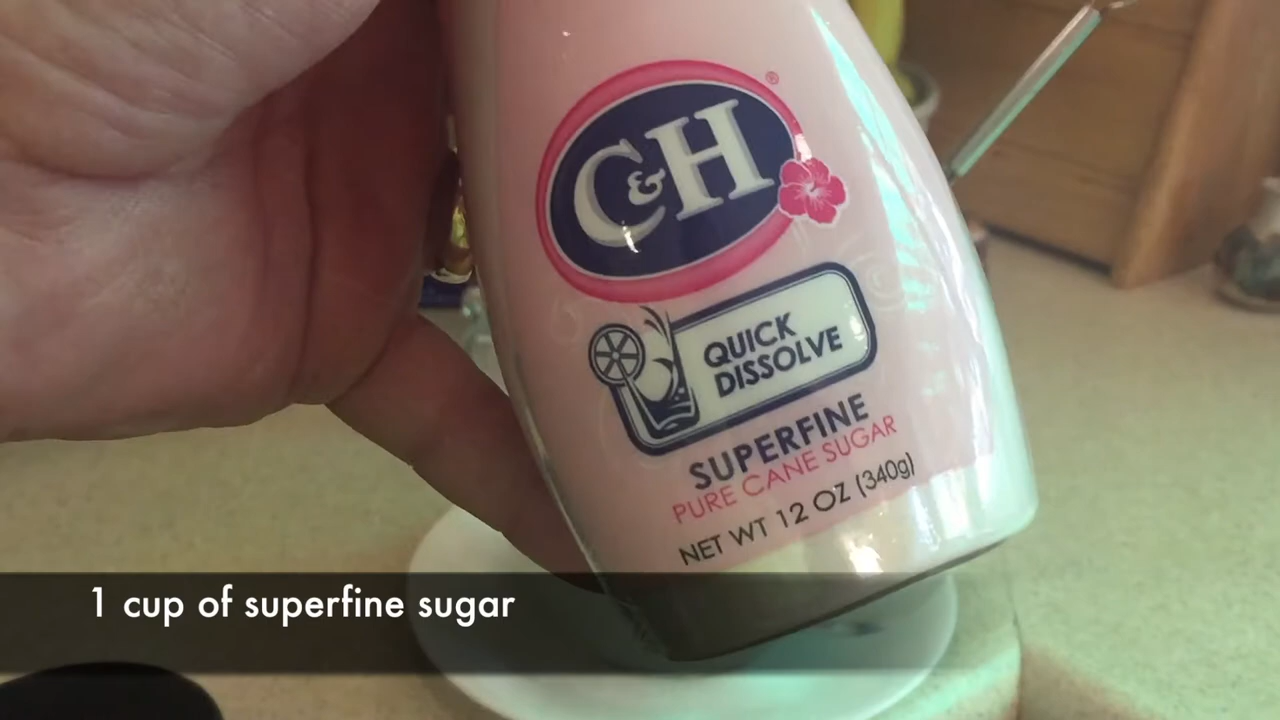 C&H®
QUICK
DISSOLVE
SUPERFINE
PURE CANE SUGAR
NET WT 12 OZ (340g)
1 cup of superfine sugar